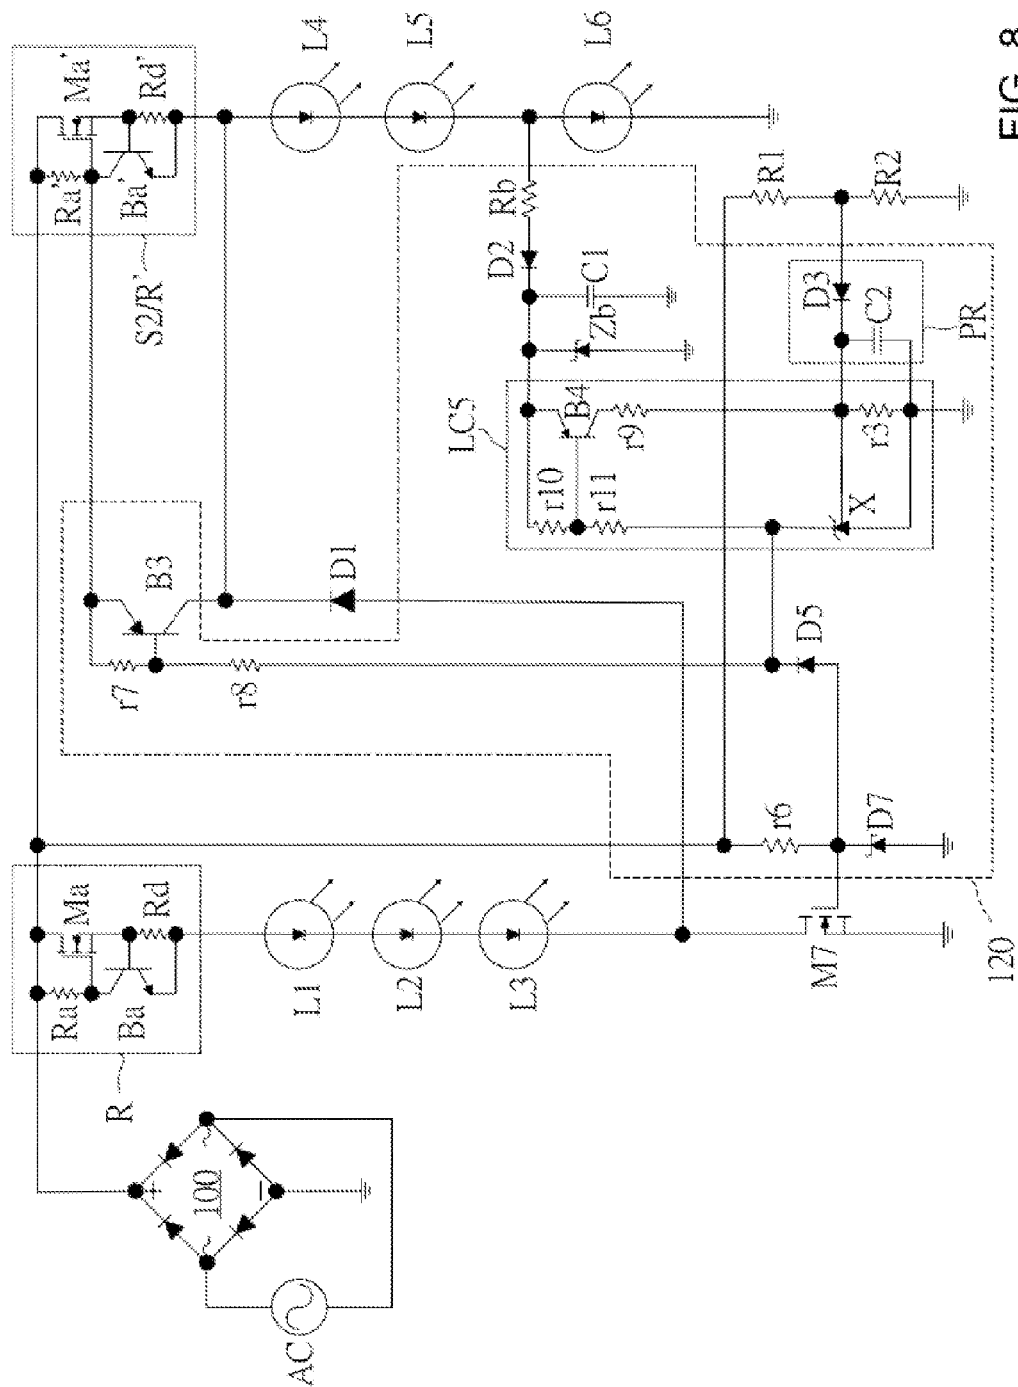 AC
100
+
−
R
Ra
Ma
Ba
Rd
L1
L2
L3
M7
120
r6
D7
r7
B3
r8
D1
D5
LC5
r10
r11
B4
r9
X
r3
D2
Rb
C1
Zb
D3
C2
PR
R1
R2
S2/R'
Ra'
Ma'
Ba'
Rd'
L4
L5
L6
FIG. 8